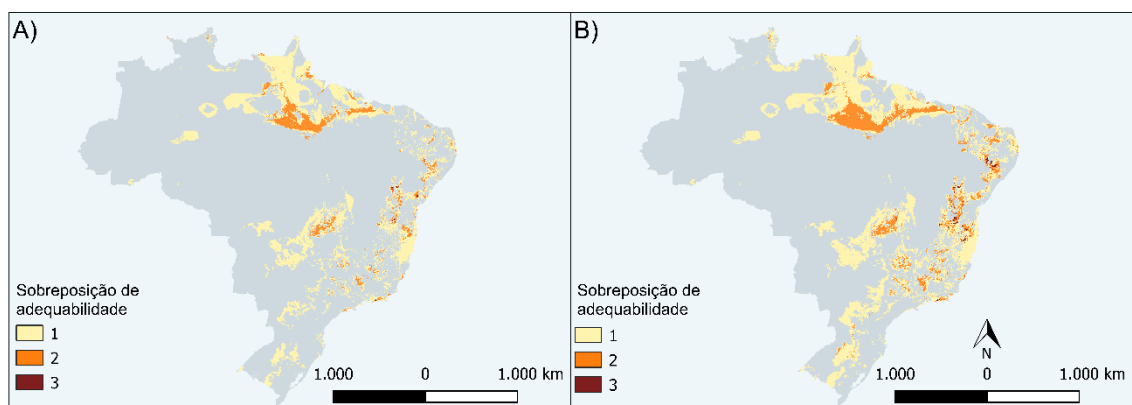 A)
Sobreposição de
adequabilidade
1
2
3
1.000 0 1.000 km
B)
Sobreposição de
adequabilidade
1
2
3
N
1.000 0 1.000 km